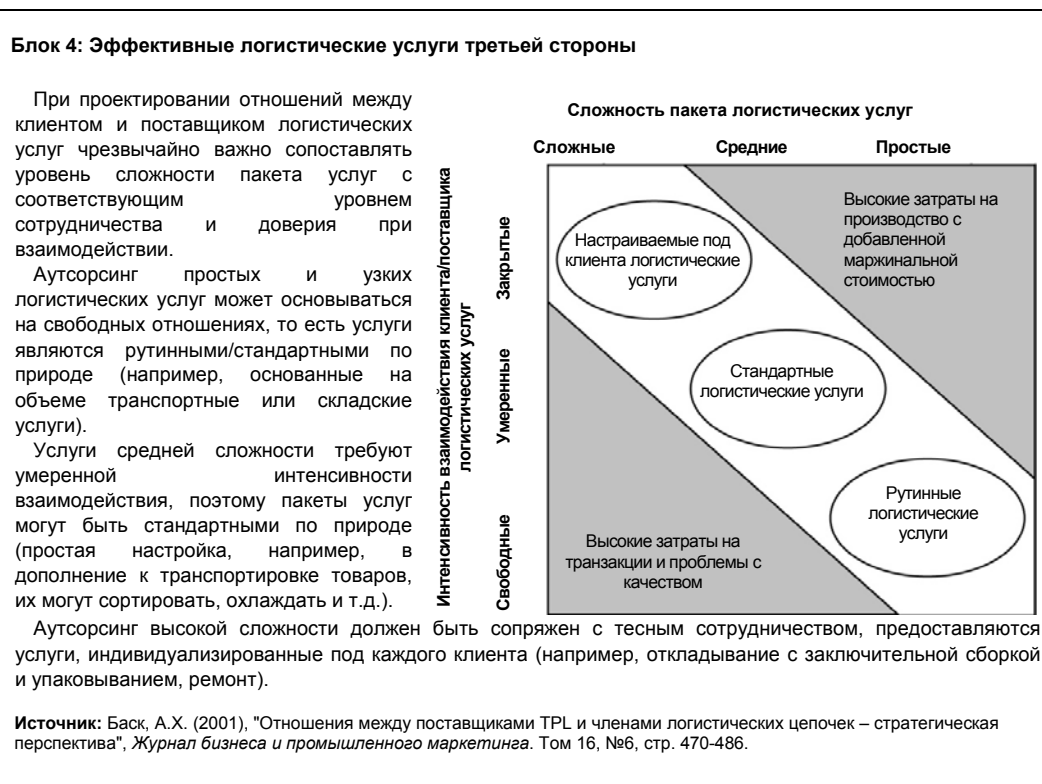 Блок 4: Эффективные логистические услуги третьей стороны
При проектировании отношений между
клиентом и поставщиком логистических
услуг чрезвычайно важно сопоставлять
уровень сложности пакета услуг с
соответствующим уровнем
сотрудничества и доверия при
взаимодействии.
Аутсорсинг простых и узких
логистических услуг может основываться
на свободных отношениях, то есть услуги
являются рутинными/стандартными по
природе (например, основанные на
объеме транспортные или складские
услуги).
Услуги средней сложности требуют
умеренной интенсивности
взаимодействия, поэтому пакеты услуг
могут быть стандартными по природе
(простая настройка, например, в
дополнение к транспортировке товаров,
их могут сортировать, охлаждать и т.д.).
Сложность пакета логистических услуг
Сложные Средние Простые
Интенсивность взаимодействия клиента/поставщика
логистических услуг
Закрытые
Умеренные
Свободные
Настраиваемые под
клиента логистические
услуги
Высокие затраты на
производство с
добавленной
маржинальной
стоимостью
Стандартные
логистические услуги
Рутинные
логистические
услуги
Высокие затраты на
транзакции и проблемы с
качеством
Аутсорсинг высокой сложности должен быть сопряжен с тесным сотрудничеством, предоставляются
услуги, индивидуализированные под каждого клиента (например, откладывание с заключительной сборкой
и упаковыванием, ремонт).
Источник: Баск, А.Х. (2001), "Отношения между поставщиками TPL и членами логистических цепочек – стратегическая
перспектива", Журнал бизнеса и промышленного маркетинга. Том 16, №6, стр. 470-486.